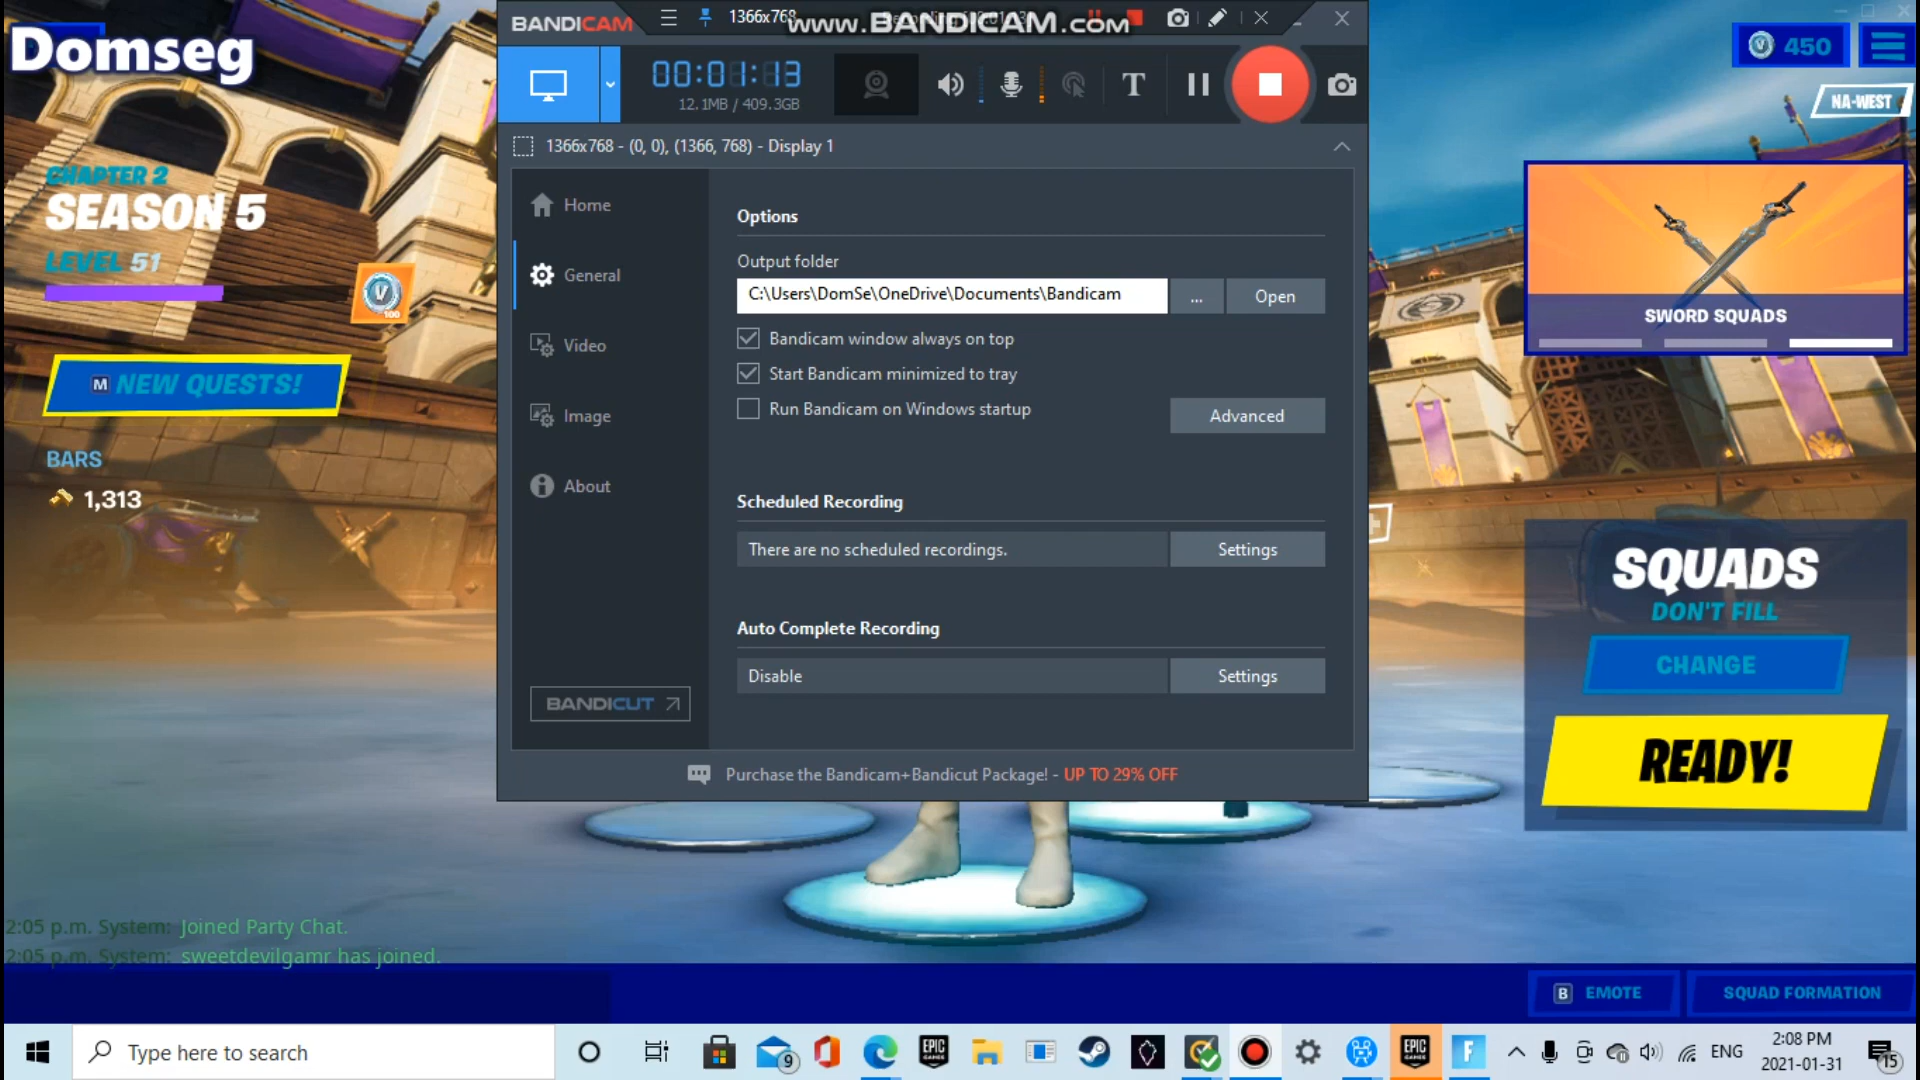 Domseg
CHAPTER 2
SEASON 5
LEVEL 51
100
M NEW QUESTS!
BARS
1,313
BANDICAM
1366x768
www.BANDICAM.com
00:01:13
12.1MB / 409.3GB
T
1366x768 - (0, 0), (1366, 768) - Display 1
Home
General
Video
Image
About
BANDICUT
Options
Output folder
C:\Users\DomSe\OneDrive\Documents\Bandicam
...
Open
Bandicam window always on top
Start Bandicam minimized to tray
Run Bandicam on Windows startup
Advanced
Scheduled Recording
There are no scheduled recordings.
Settings
Auto Complete Recording
Disable
Settings
Purchase the Bandicam+Bandicut Package! - UP TO 29% OFF
450
NA-WEST
SWORD SQUADS
SQUADS
DON'T FILL
CHANGE
READY!
2:05 p.m. System: Joined Party Chat.
2:05 p.m. System: sweetdevilgamr has joined.
B EMOTE
SQUAD FORMATION
Type here to search
9
EPIC GAMES
EPIC GAMES
F
ENG
2:08 PM
2021-01-31
15